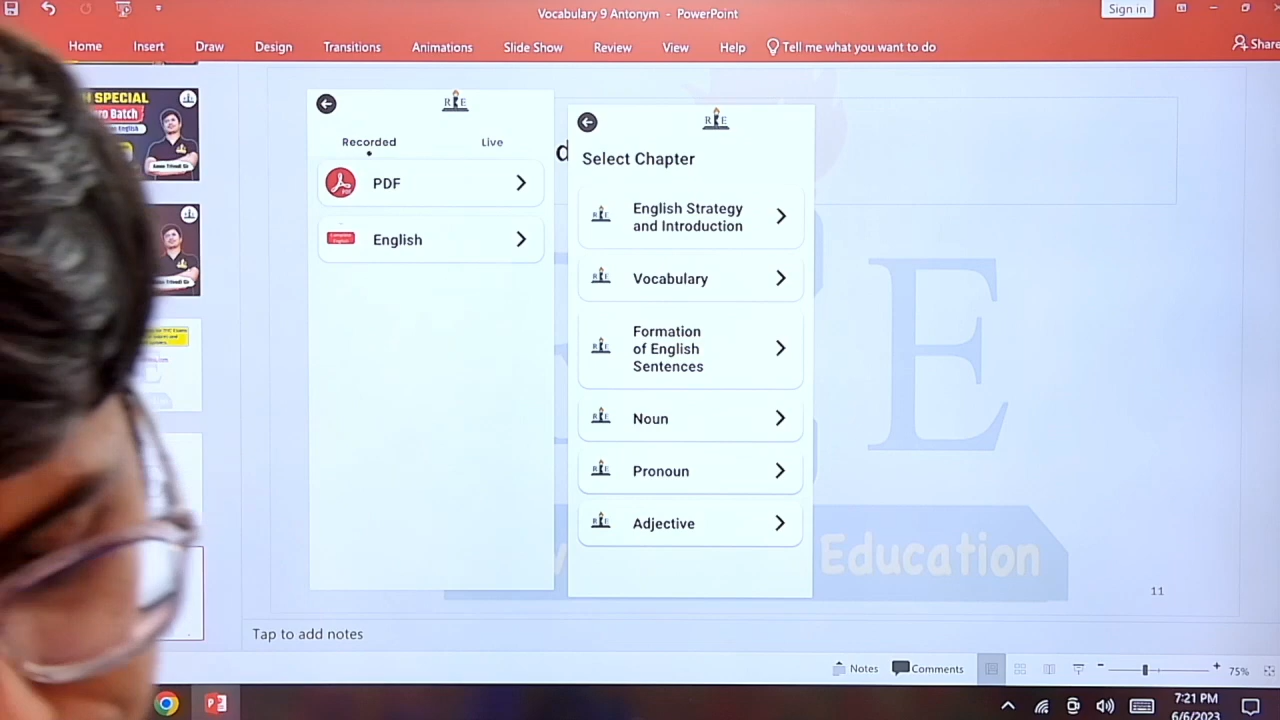 Vocabulary 9 Antonym - PowerPoint
Sign in
Home
Insert
Draw
Design
Transitions
Animations
Slide Show
Review
View
Help
Tell me what you want to do
Share
SPECIAL
Batch
English
R E
Recorded
Live
PDF
English
d
R E
Select Chapter
English Strategy
and Introduction
Vocabulary
Formation
of English
Sentences
Noun
Pronoun
Adjective
E
Education
11
Tap to add notes
Notes
Comments
75%
7:21 PM
6/6/2023